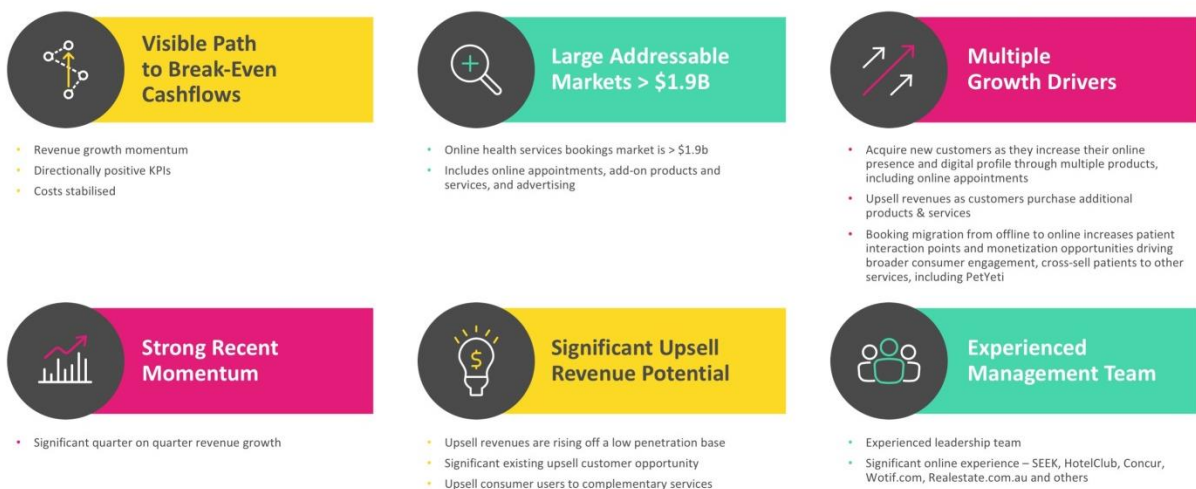 Visible Path
to Break-Even
Cashflows
• Revenue growth momentum
• Directionally positive KPIs
• Costs stabilised
Large Addressable
Markets > $1.9B
• Online health services bookings market is > $1.9b
• Includes online appointments, add-on products and
services, and advertising
Multiple
Growth Drivers
• Acquire new customers as they increase their online
presence and digital profile through multiple products,
including online appointments
• Upsell revenues as customers purchase additional
products & services
• Booking migration from offline to online increases patient
interaction points and monetization opportunities driving
broader consumer engagement, cross-sell patients to other
services, including PetYeti
Strong Recent
Momentum
• Significant quarter on quarter revenue growth
$
Significant Upsell
Revenue Potential
• Upsell revenues are rising off a low penetration base
• Significant existing upsell customer opportunity
• Upsell consumer users to complementary services
Experienced
Management Team
• Experienced leadership team
• Significant online experience – SEEK, HotelClub, Concur,
Wotif.com, Realestate.com.au and others